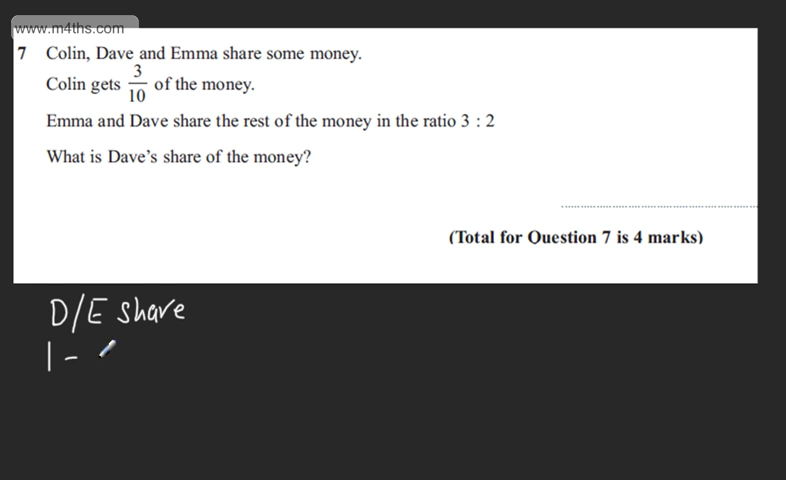 www.m4ths.com
7 Colin, Dave and Emma share some money.
Colin gets 3/10 of the money.
Emma and Dave share the rest of the money in the ratio 3 : 2
What is Dave's share of the money?
(Total for Question 7 is 4 marks)
D/E share
1 -